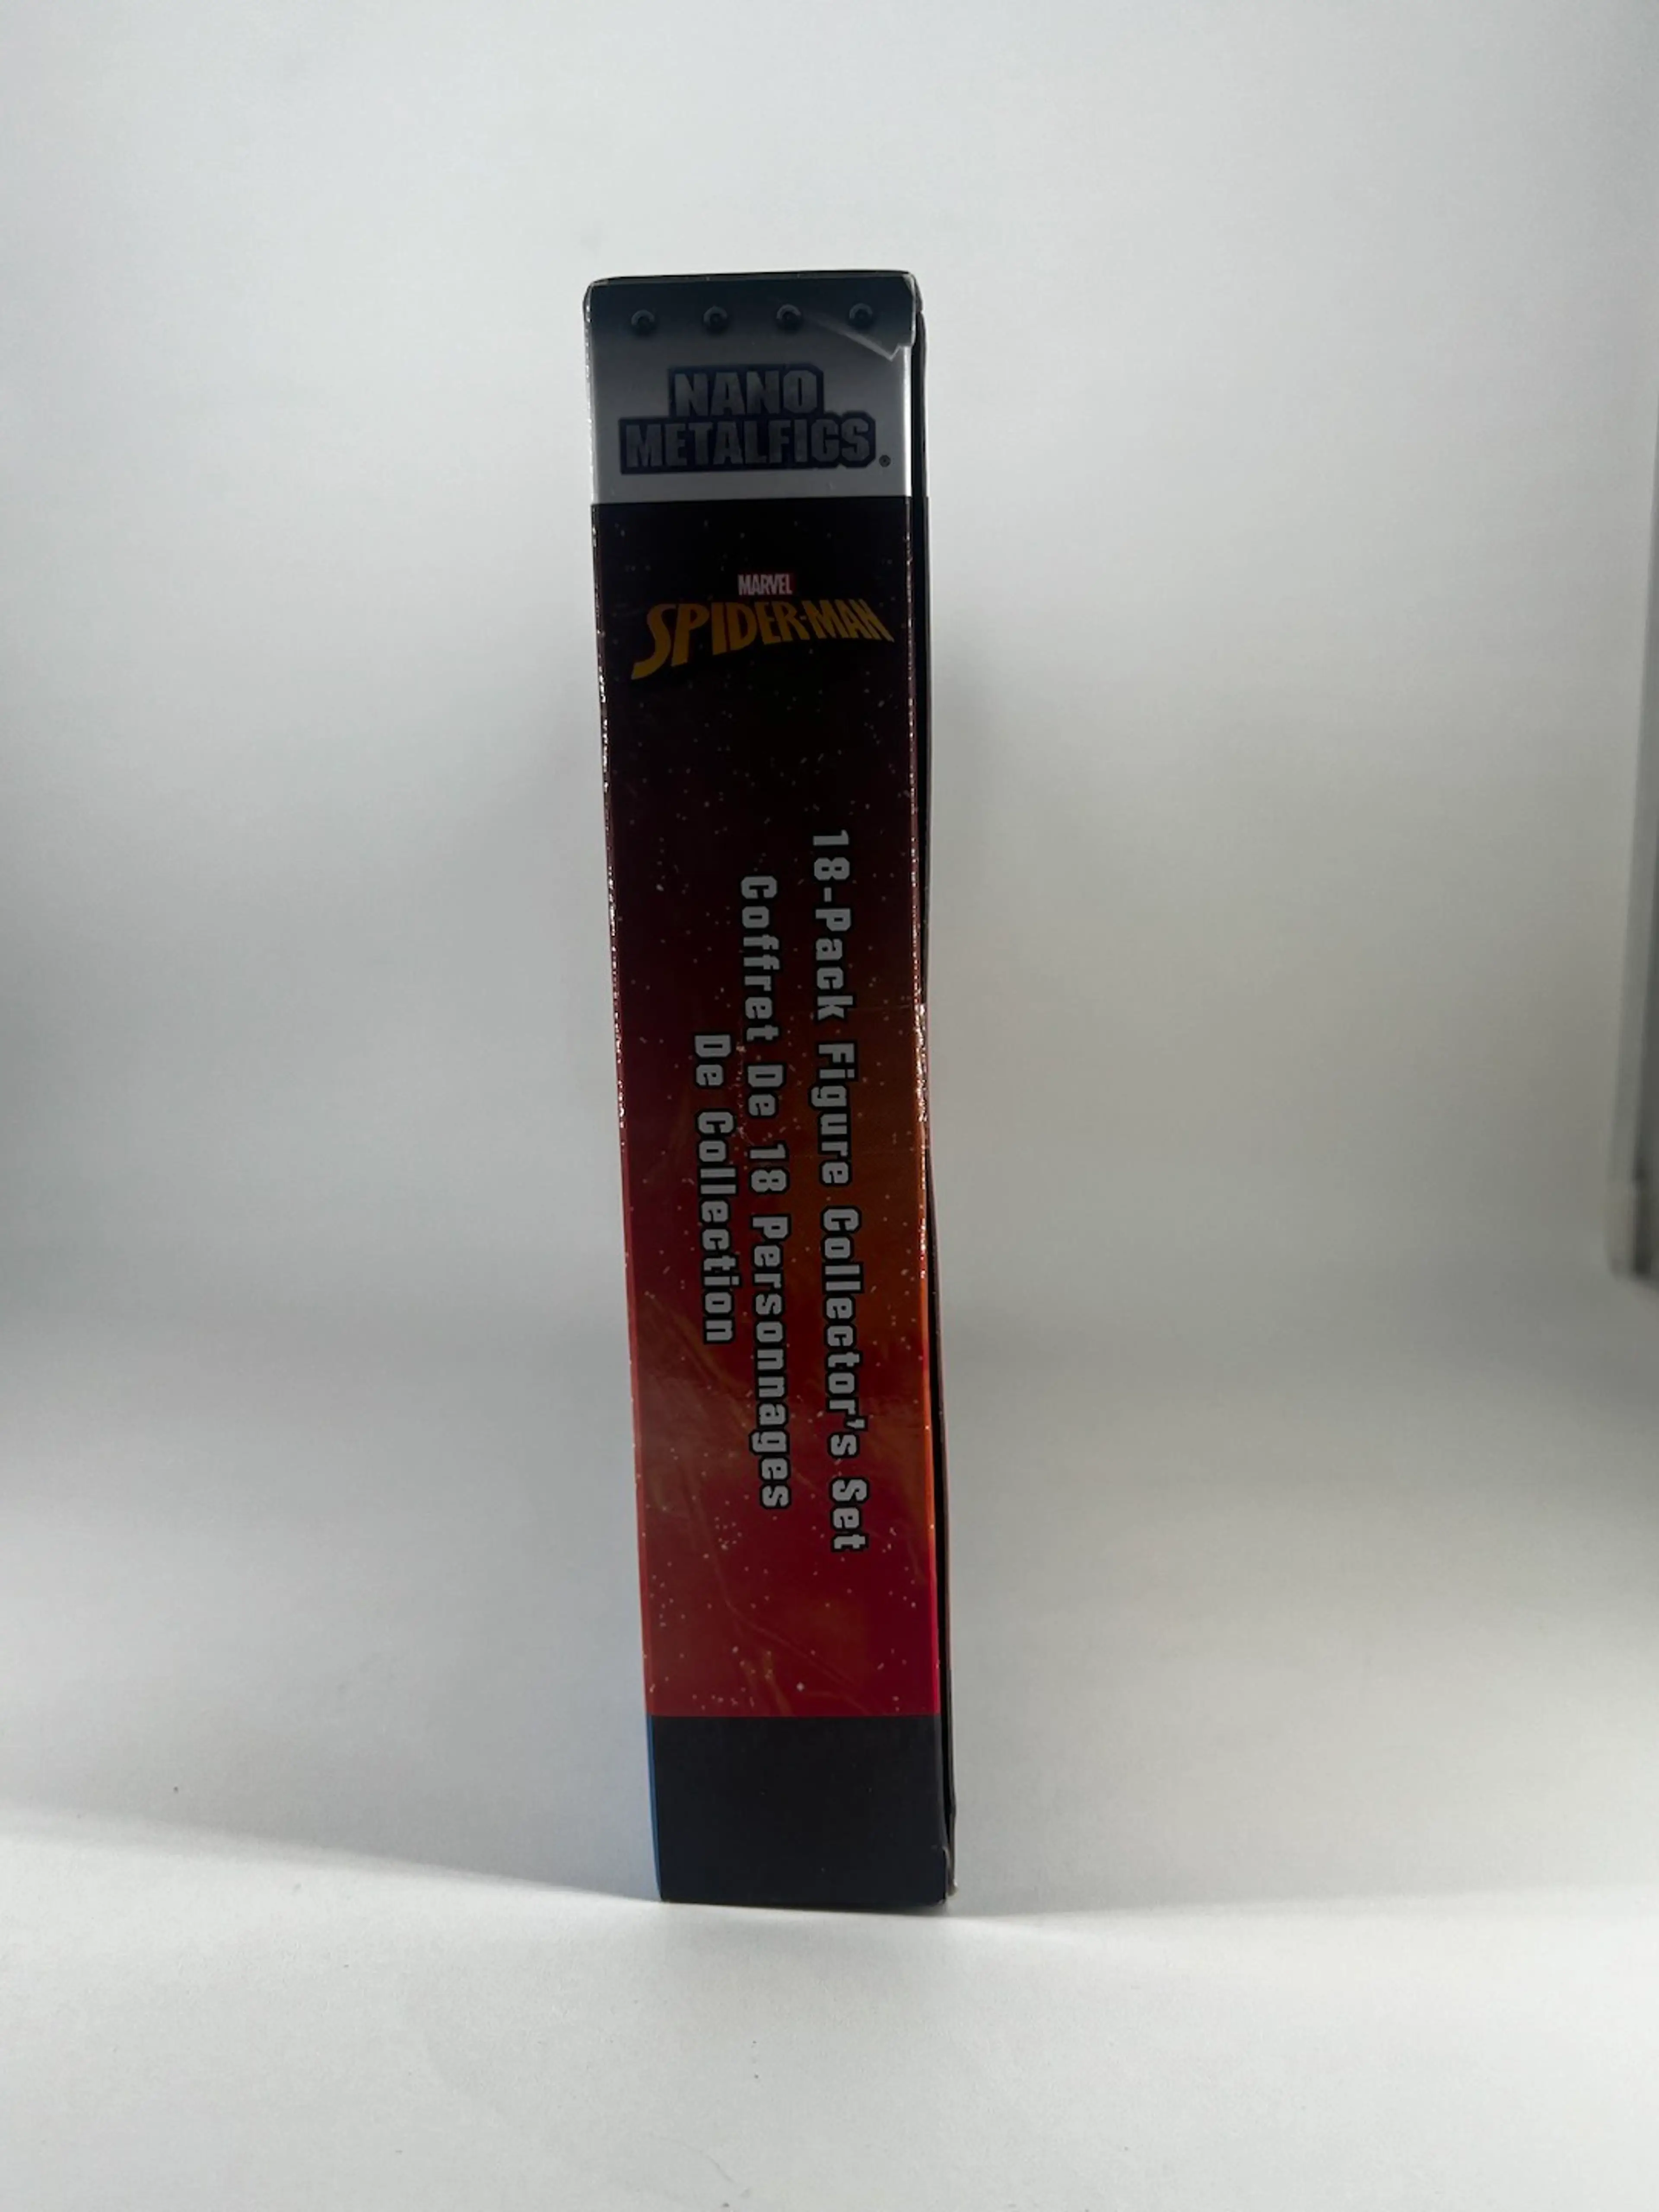 NANO
METALFIGS®
MARVEL
SPIDER-MAN
18-Pack Figure Collector's Set
Coffret De 18 Personnages
De Collection